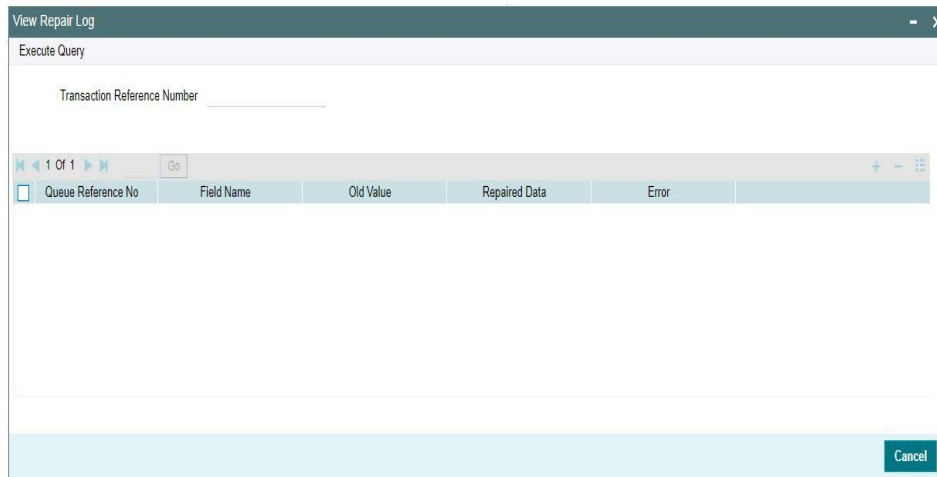 View Repair Log
Execute Query
Transaction Reference Number
1 Of 1 Go
Queue Reference No Field Name Old Value Repaired Data Error
Cancel